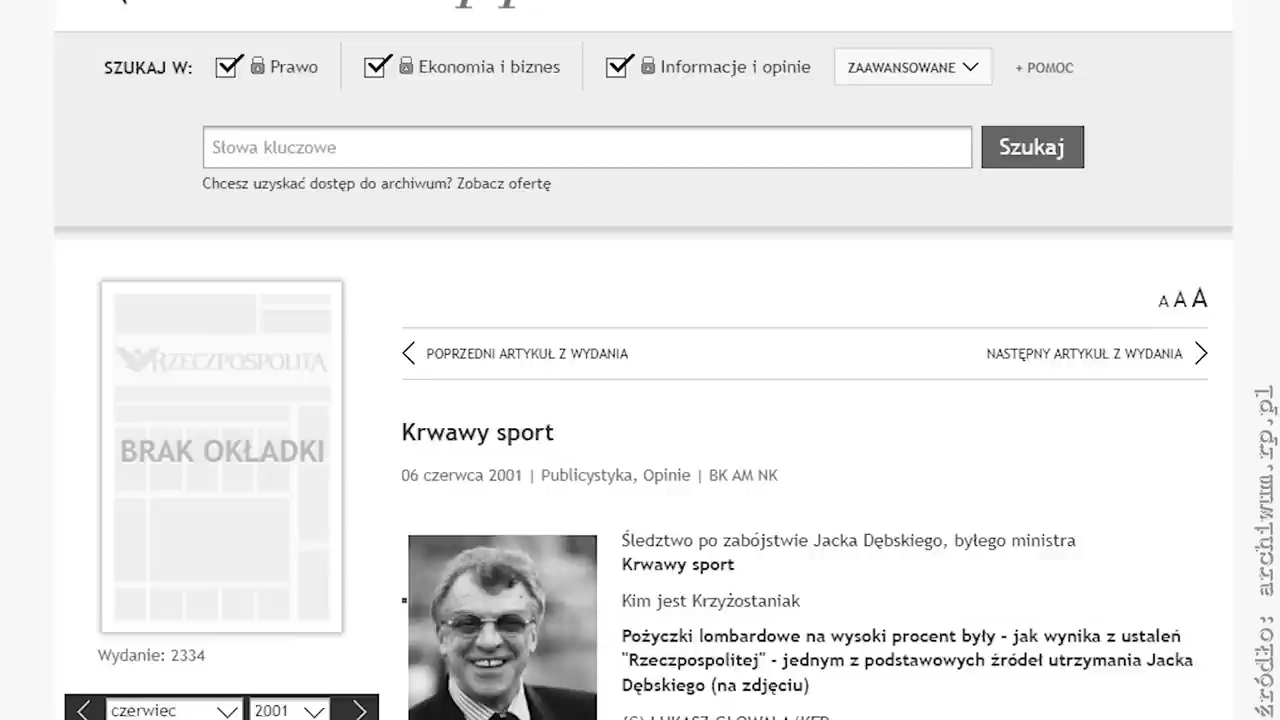 SZUKAJ W: Prawo Ekonomia i biznes Informacje i opinie ZAAWANSOWANE + POMOC
Słowa kluczowe Szukaj
Chcesz uzyskać dostęp do archiwum? Zobacz ofertę
A A A
RZECZPOSPOLITA
BRAK OKŁADKI
Wydanie: 2334
czerwiec 2001
POPRZEDNI ARTYKUŁ Z WYDANIA NASTĘPNY ARTYKUŁ Z WYDANIA
Krwawy sport
06 czerwca 2001 | Publicystyka, Opinie | BK AM NK
Śledztwo po zabójstwie Jacka Dębskiego, byłego ministra
Krwawy sport
Kim jest Krzyżostaniak
Pożyczki lombardowe na wysoki procent były - jak wynika z ustaleń
"Rzeczpospolitej" - jednym z podstawowych źródeł utrzymania Jacka
Dębskiego (na zdjęciu)
źródło: archiwum.rp.pl